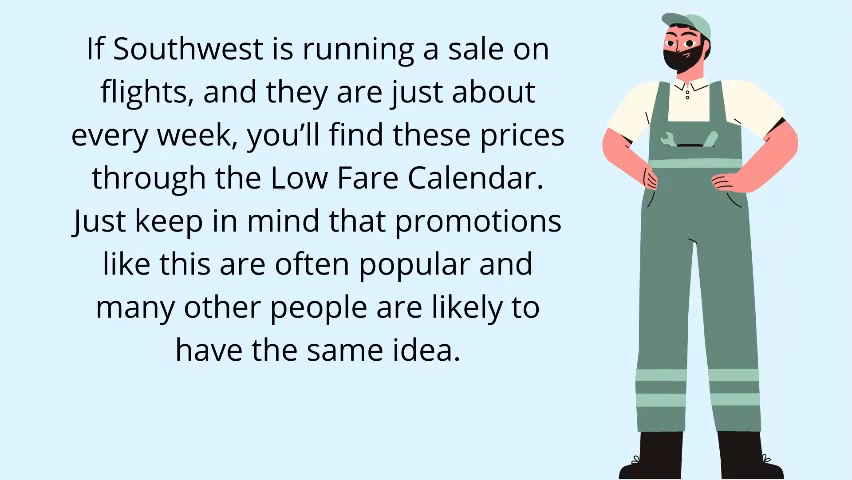 If Southwest is running a sale on
flights, and they are just about
every week, you’ll find these prices
through the Low Fare Calendar.
Just keep in mind that promotions
like this are often popular and
many other people are likely to
have the same idea.